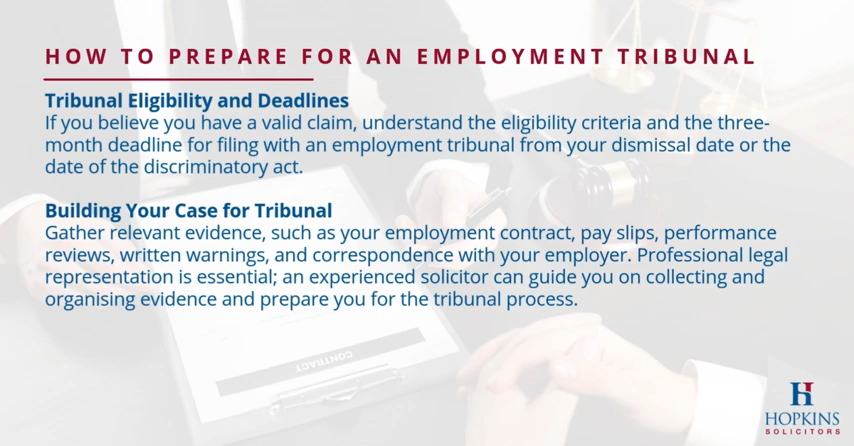 HOW TO PREPARE FOR AN EMPLOYMENT TRIBUNAL
Tribunal Eligibility and Deadlines
If you believe you have a valid claim, understand the eligibility criteria and the three-
month deadline for filing with an employment tribunal from your dismissal date or the
date of the discriminatory act.
Building Your Case for Tribunal
Gather relevant evidence, such as your employment contract, pay slips, performance
reviews, written warnings, and correspondence with your employer. Professional legal
representation is essential; an experienced solicitor can guide you on collecting and
organising evidence and prepare you for the tribunal process.
CONTRACT
H
HOPKINS
SOLICITORS